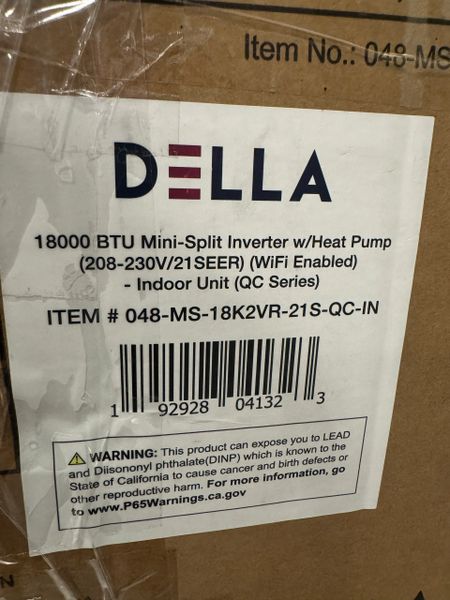 Item No.: 048-MS
DELLA
18000 BTU Mini-Split Inverter w/Heat Pump
(208-230V/21SEER) (WiFi Enabled)
- Indoor Unit (QC Series)
ITEM # 048-MS-18K2VR-21S-QC-IN
1 92928 04132 3
⚠ WARNING: This product can expose you to LEAD
and Diisononyl phthalate(DINP) which is known to the
State of California to cause cancer and birth defects or
other reproductive harm. For more information, go
to www.P65Warnings.ca.gov
N